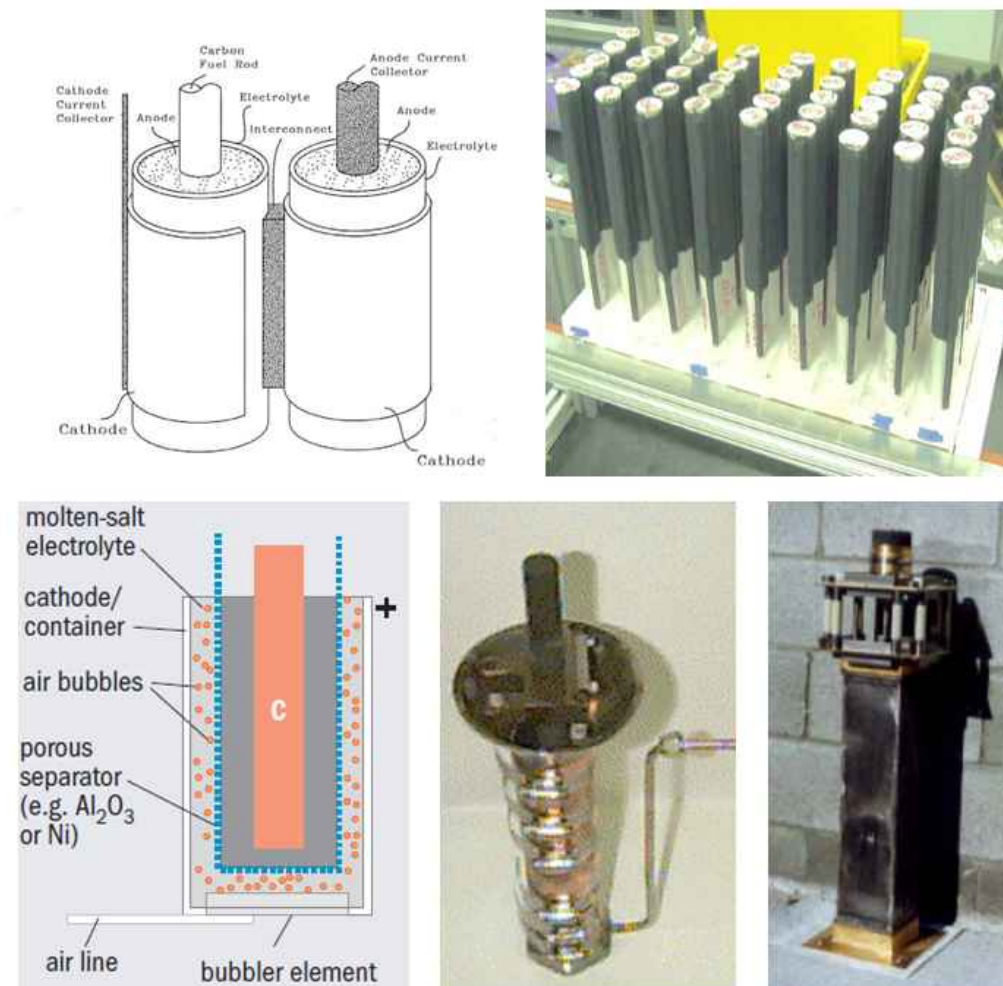 Carbon
Fuel Rod
Anode Current
Collector
Cathode
Current
Collector
Electrolyte
Anode
Interconnect
Anode
Electrolyte
Cathode
Cathode
molten-salt
electrolyte
cathode/
container
+
air bubbles
C
porous
separator
(e.g. Al₂O₃
or Ni)
air line
bubbler element